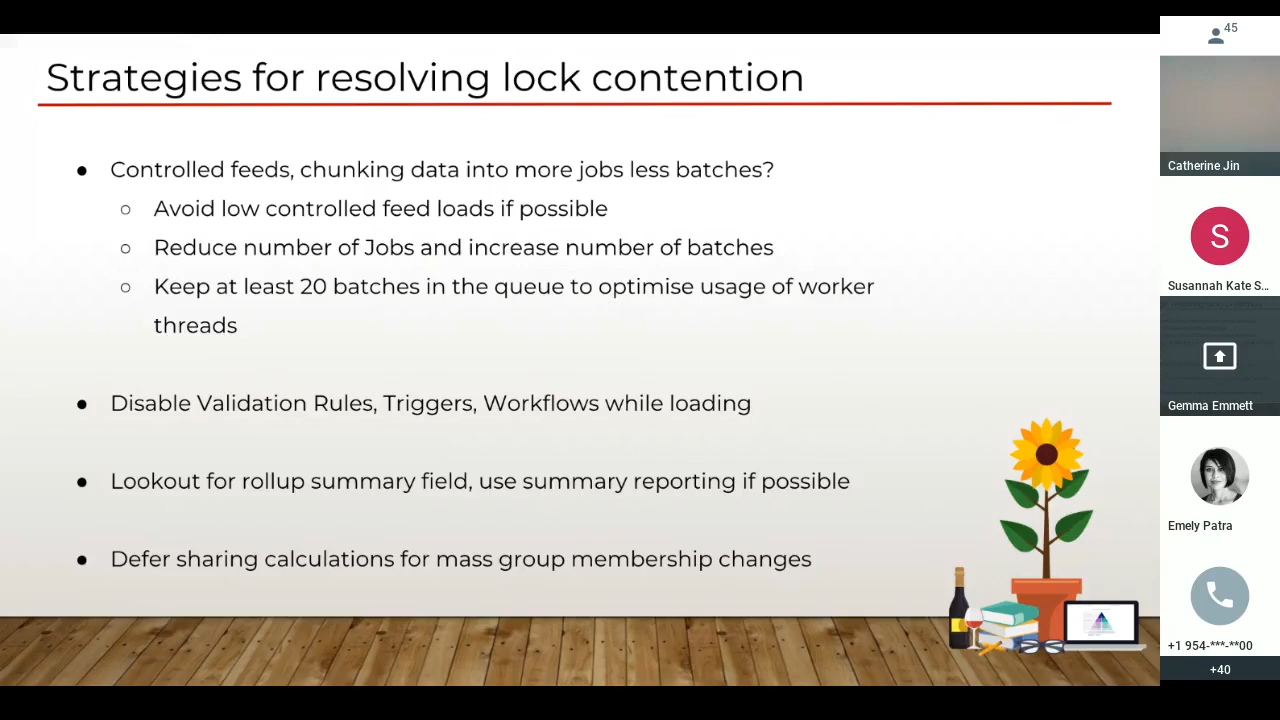 Strategies for resolving lock contention
● Controlled feeds, chunking data into more jobs less batches?
○ Avoid low controlled feed loads if possible
○ Reduce number of Jobs and increase number of batches
○ Keep at least 20 batches in the queue to optimise usage of worker
threads
● Disable Validation Rules, Triggers, Workflows while loading
● Lookout for rollup summary field, use summary reporting if possible
● Defer sharing calculations for mass group membership changes
45
Catherine Jin
S
Susannah Kate S...
Gemma Emmett
Emely Patra
+1 954-***-**00
+40